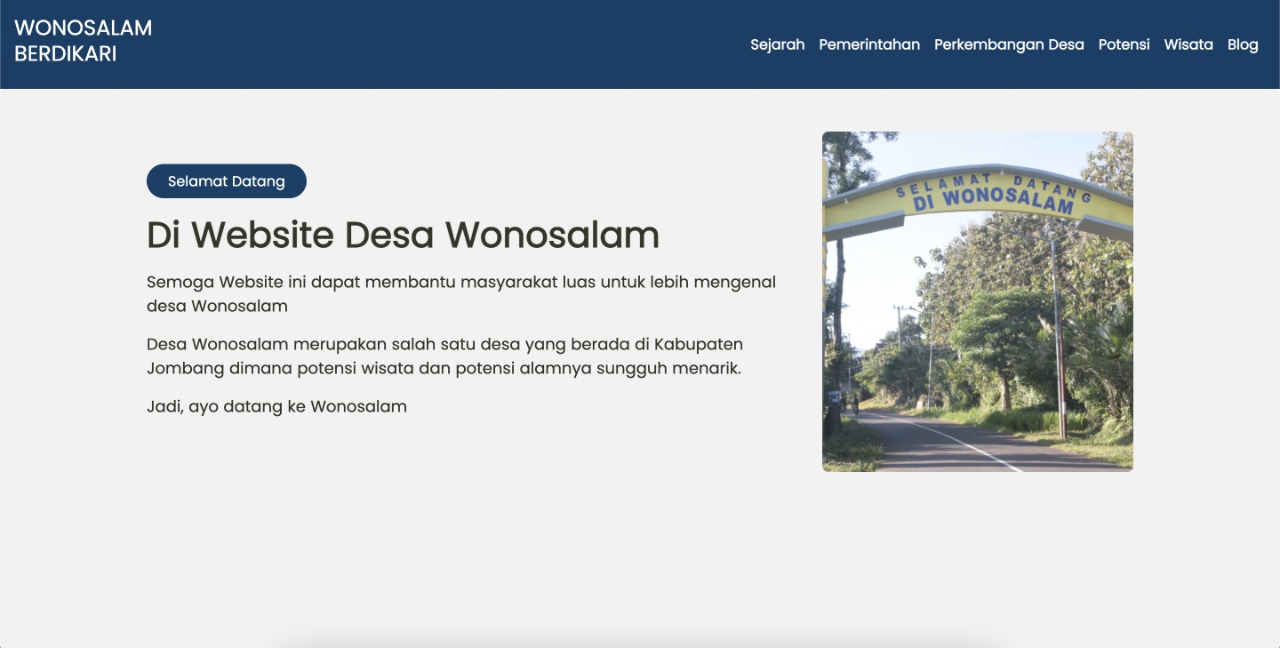 WONOSALAM
BERDIKARI
Sejarah Pemerintahan Perkembangan Desa Potensi Wisata Blog
Selamat Datang
Di Website Desa Wonosalam
Semoga Website ini dapat membantu masyarakat luas untuk lebih mengenal
desa Wonosalam
Desa Wonosalam merupakan salah satu desa yang berada di Kabupaten
Jombang dimana potensi wisata dan potensi alamnya sungguh menarik.
Jadi, ayo datang ke Wonosalam
SELAMAT DATANG
DI WONOSALAM